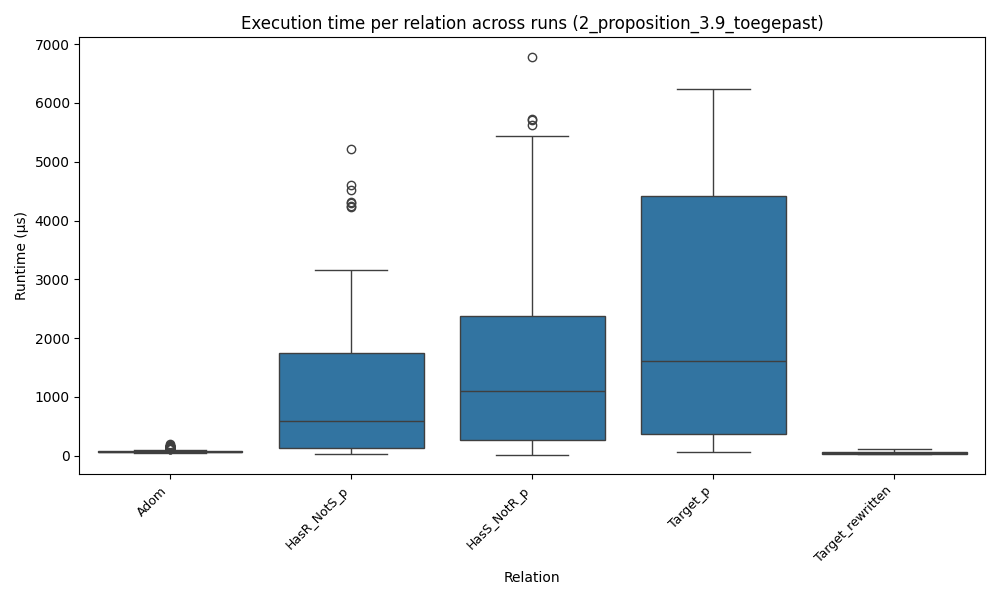 Execution time per relation across runs (2_proposition_3.9_toegepast)
7000
6000
5000
4000
3000
2000
1000
0
Runtime (µs)
Adom
HasR_NotS_p
HasS_NotR_p
Target_p
Target_rewritten
Relation